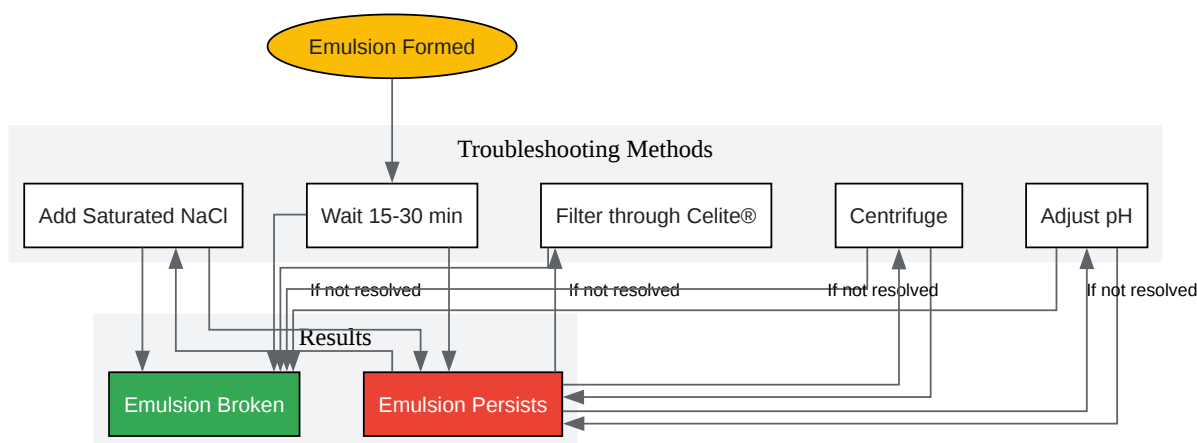 Emulsion Formed
Troubleshooting Methods
Add Saturated NaCl
Wait 15-30 min
Filter through Celite®
Centrifuge
Adjust pH
If not resolved
If not resolved
If not resolved
If not resolved
Results
Emulsion Broken
Emulsion Persists